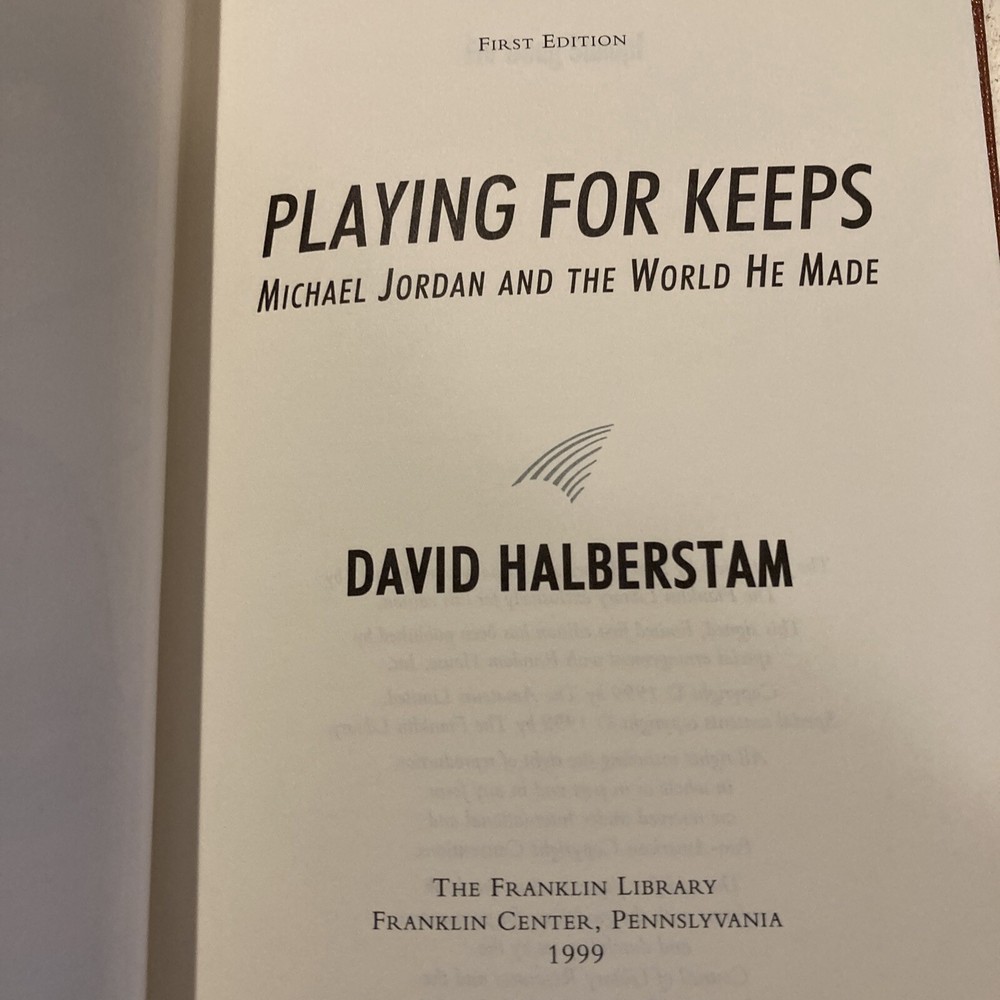 FIRST EDITION
PLAYING FOR KEEPS
MICHAEL JORDAN AND THE WORLD HE MADE
DAVID HALBERSTAM
THE FRANKLIN LIBRARY
FRANKLIN CENTER, PENNSLYVANIA
1999